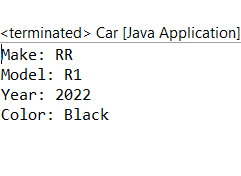 <terminated> Car [Java Application]
Make: RR
Model: R1
Year: 2022
Color: Black